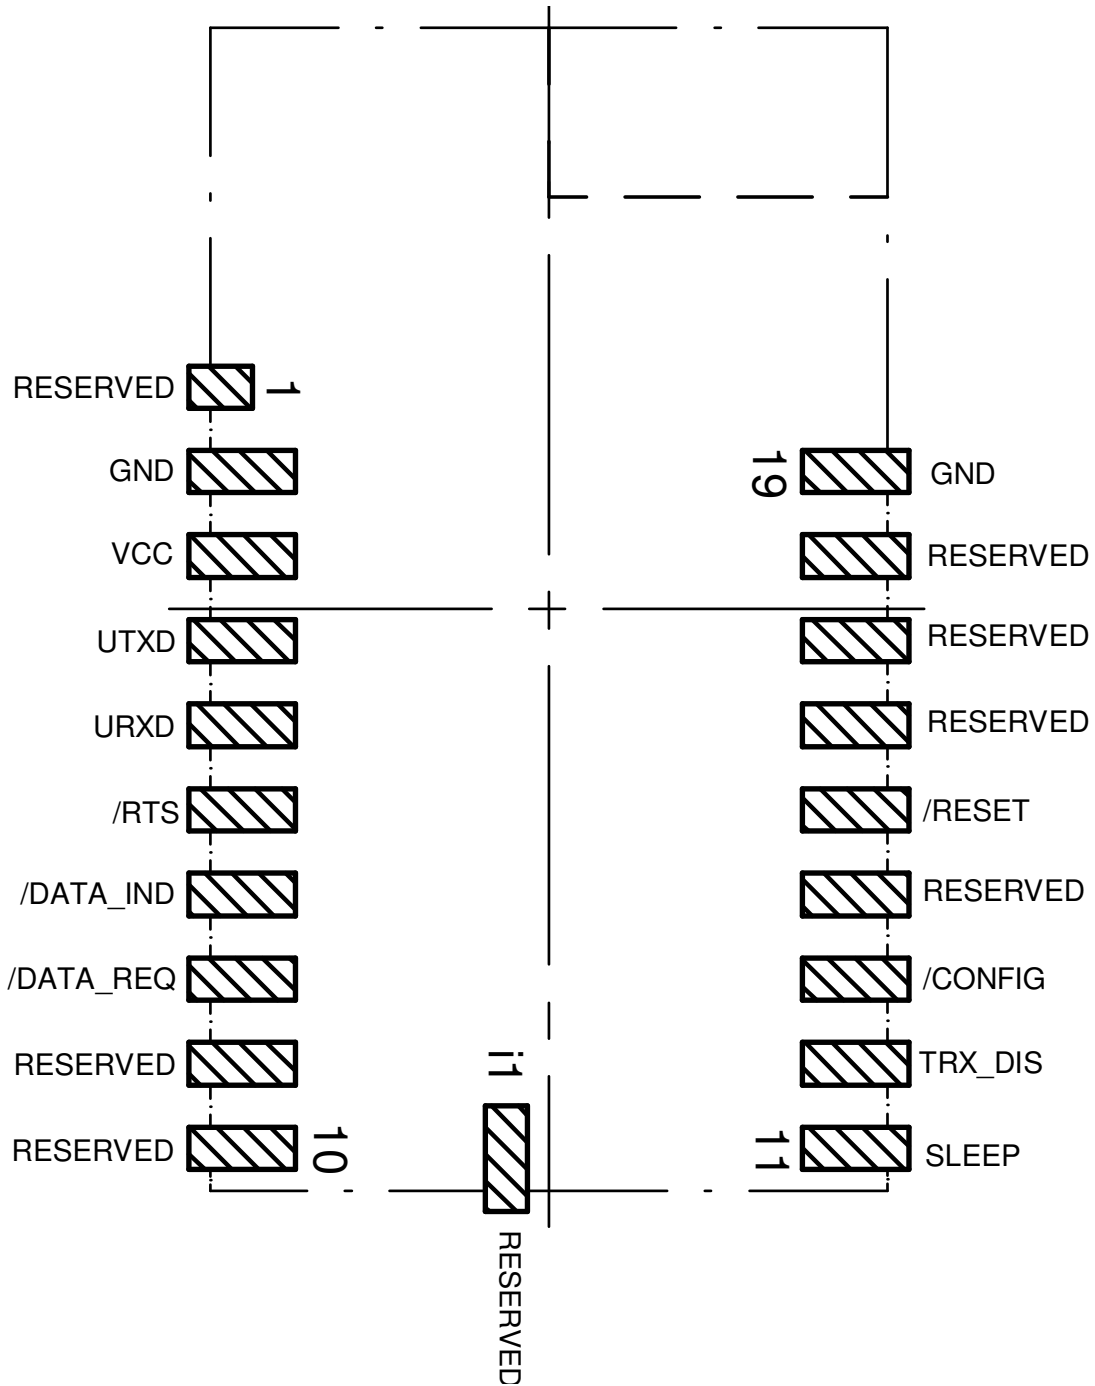 RESERVED 1
GND
19 GND
VCC
RESERVED
UTXD
RESERVED
URXD
RESERVED
/RTS
/RESET
/DATA_IND
RESERVED
/DATA_REQ
/CONFIG
RESERVED
TRX_DIS
RESERVED 10
i1
11 SLEEP
RESERVED